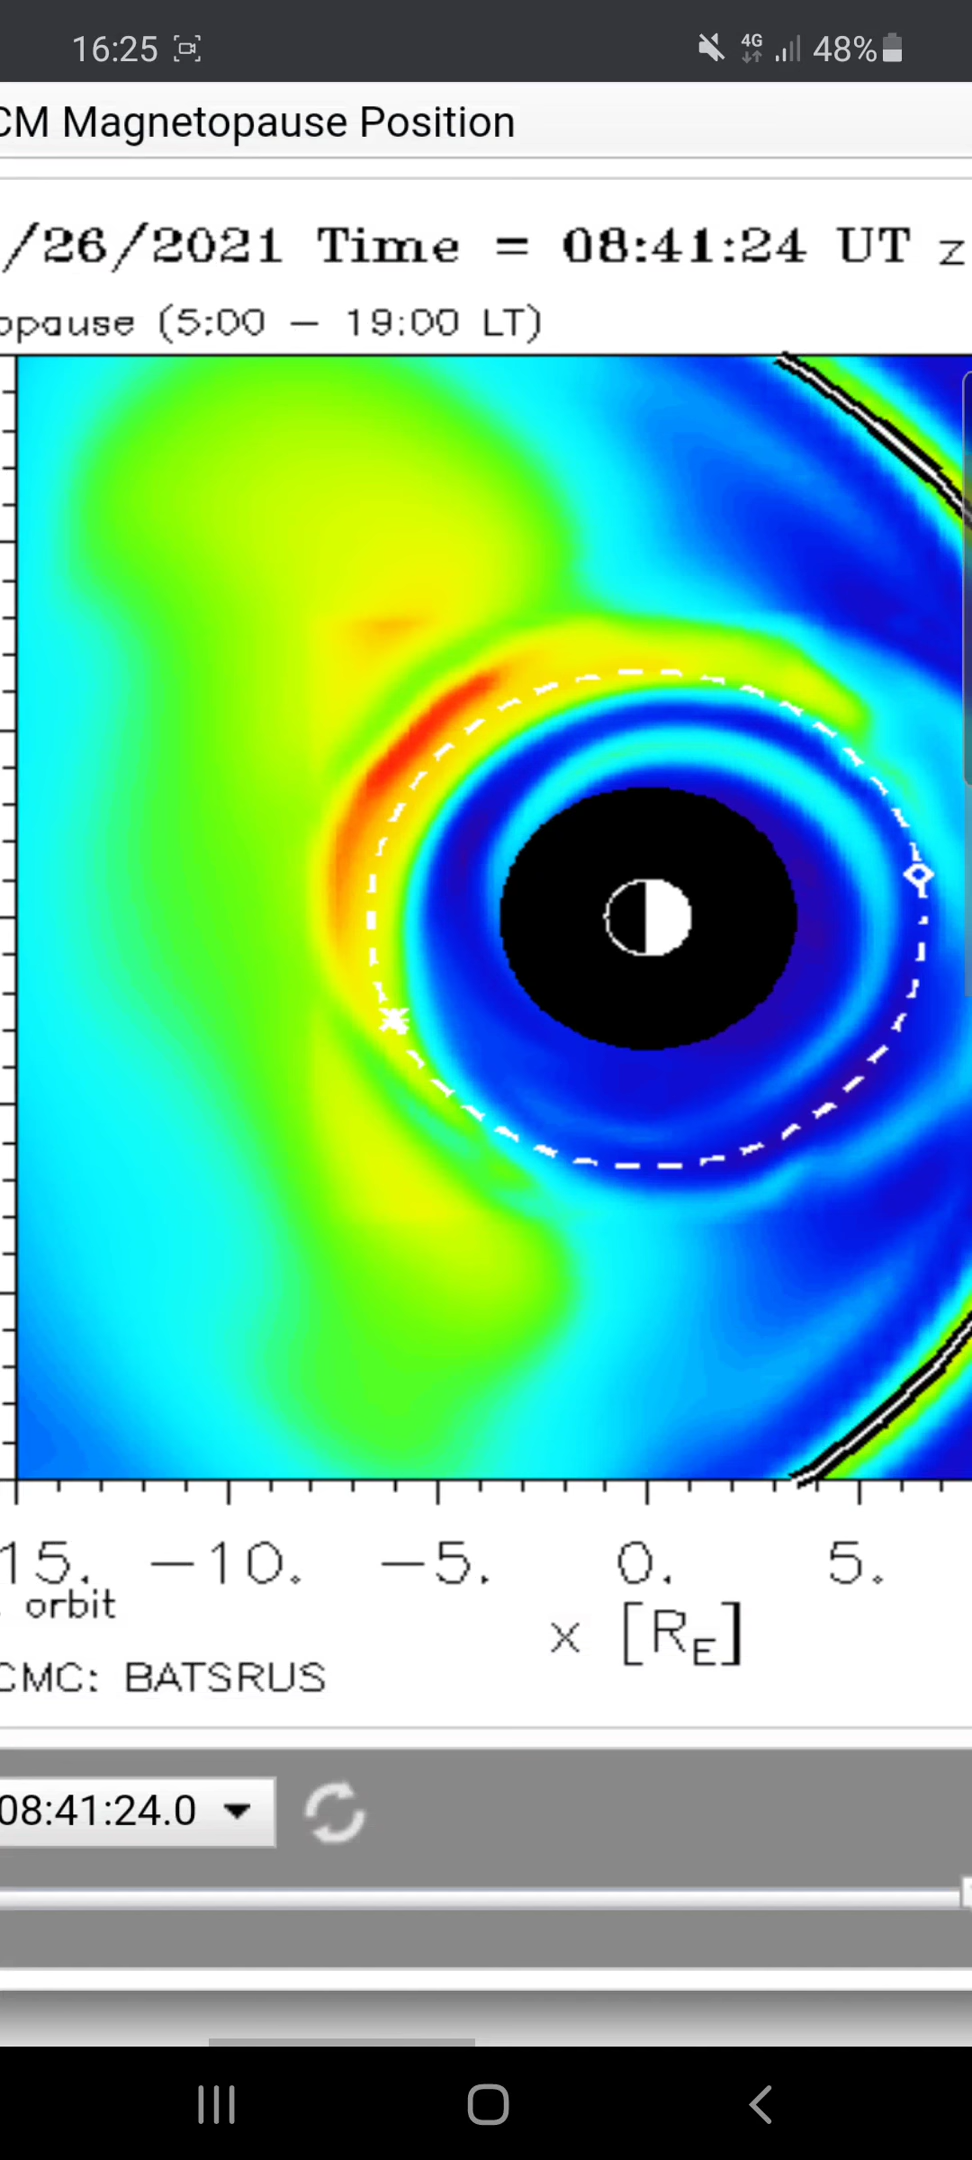 16:25 4G 48%
CM Magnetopause Position
/26/2021 Time = 08:41:24 UT z
opause (5:00 – 19:00 LT)
15. −10. −5. 0. 5.
orbit
x [RE]
CMC: BATSRUS
08:41:24.0